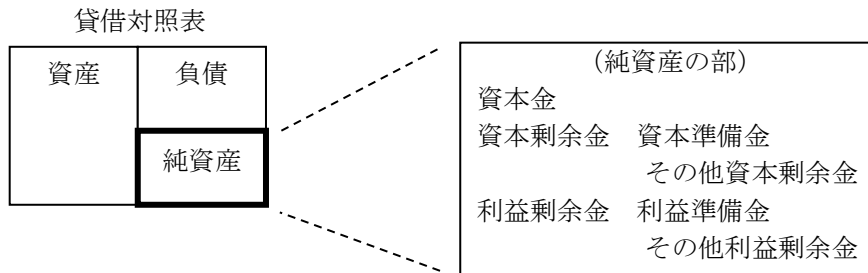 貸借対照表
資産
負債
純資産
(純資産の部)
資本金
資本剰余金 資本準備金
その他資本剰余金
利益剰余金 利益準備金
その他利益剰余金